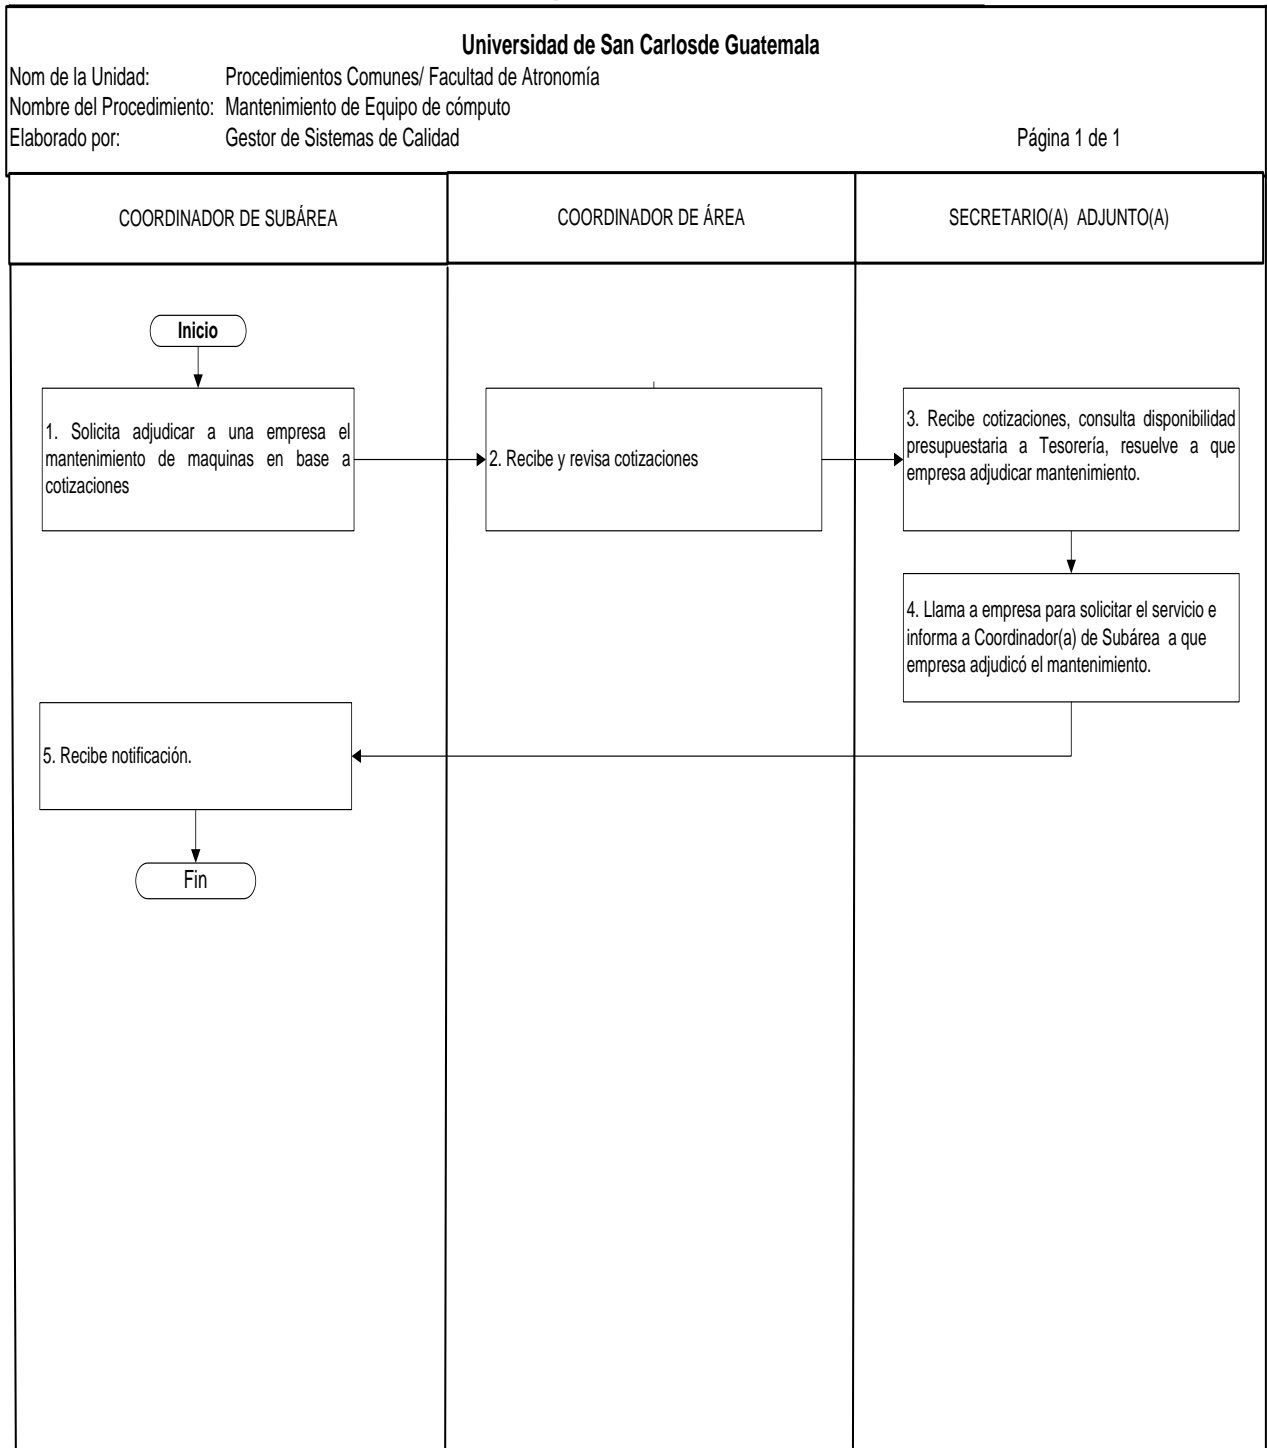 Universidad de San Carlosde Guatemala
Nom de la Unidad: Procedimientos Comunes/ Facultad de Atronomía
Nombre del Procedimiento: Mantenimiento de Equipo de cómputo
Elaborado por: Gestor de Sistemas de Calidad Página 1 de 1
COORDINADOR DE SUBÁREA COORDINADOR DE ÁREA SECRETARIO(A) ADJUNTO(A)
Inicio
1. Solicita adjudicar a una empresa el
mantenimiento de maquinas en base a
cotizaciones
2. Recibe y revisa cotizaciones
3. Recibe cotizaciones, consulta disponibilidad
presupuestaria a Tesorería, resuelve a que
empresa adjudicar mantenimiento.
4. Llama a empresa para solicitar el servicio e
informa a Coordinador(a) de Subárea a que
empresa adjudicó el mantenimiento.
5. Recibe notificación.
Fin